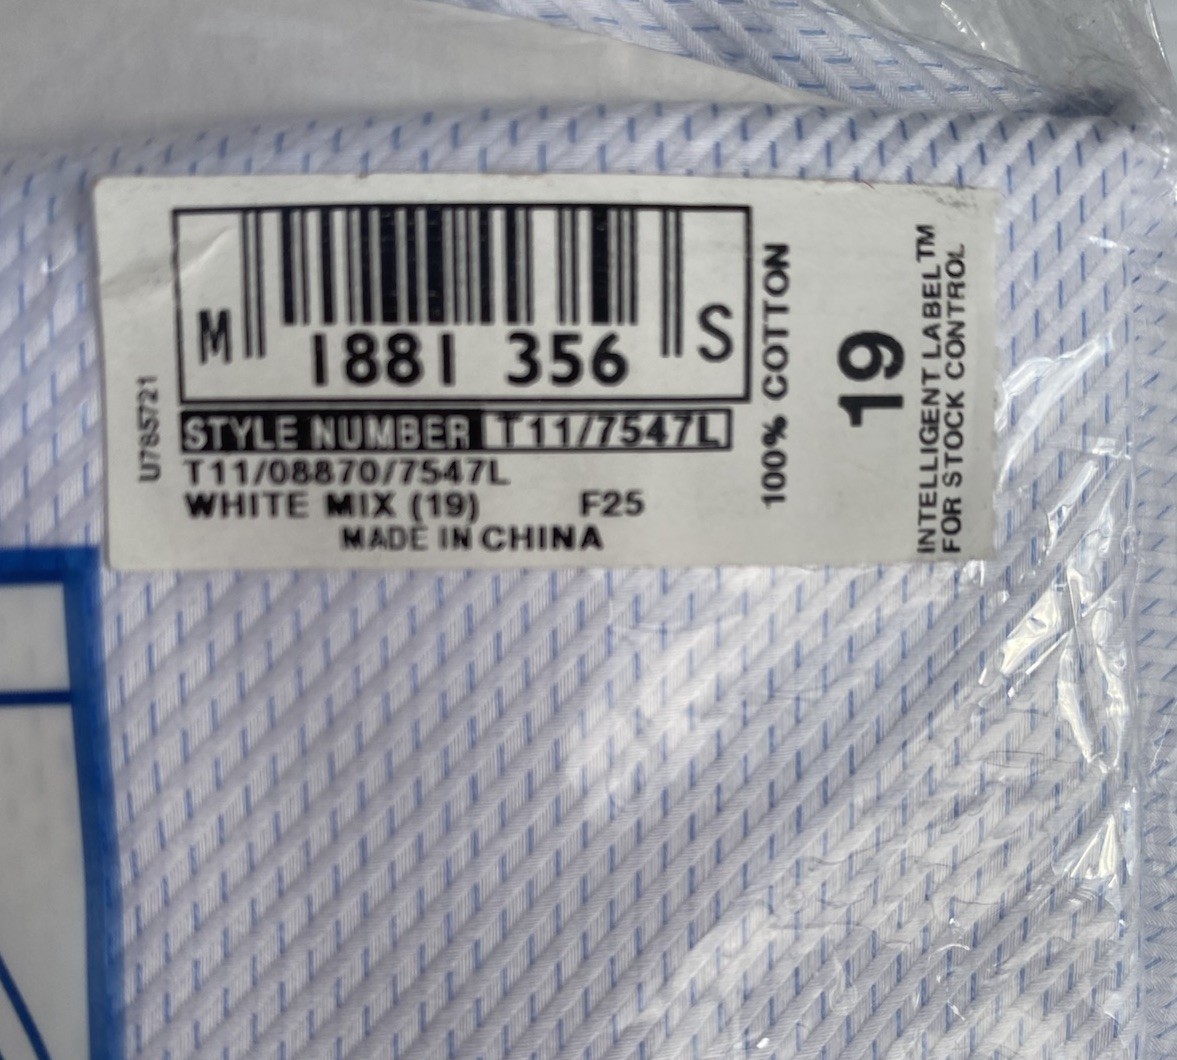 M 1881 356 S
STYLE NUMBER T11/7547L
T11/08870/7547L
WHITE MIX (19) F25
MADE IN CHINA
U785721
100% COTTON
19
INTELLIGENT LABEL™
FOR STOCK CONTROL